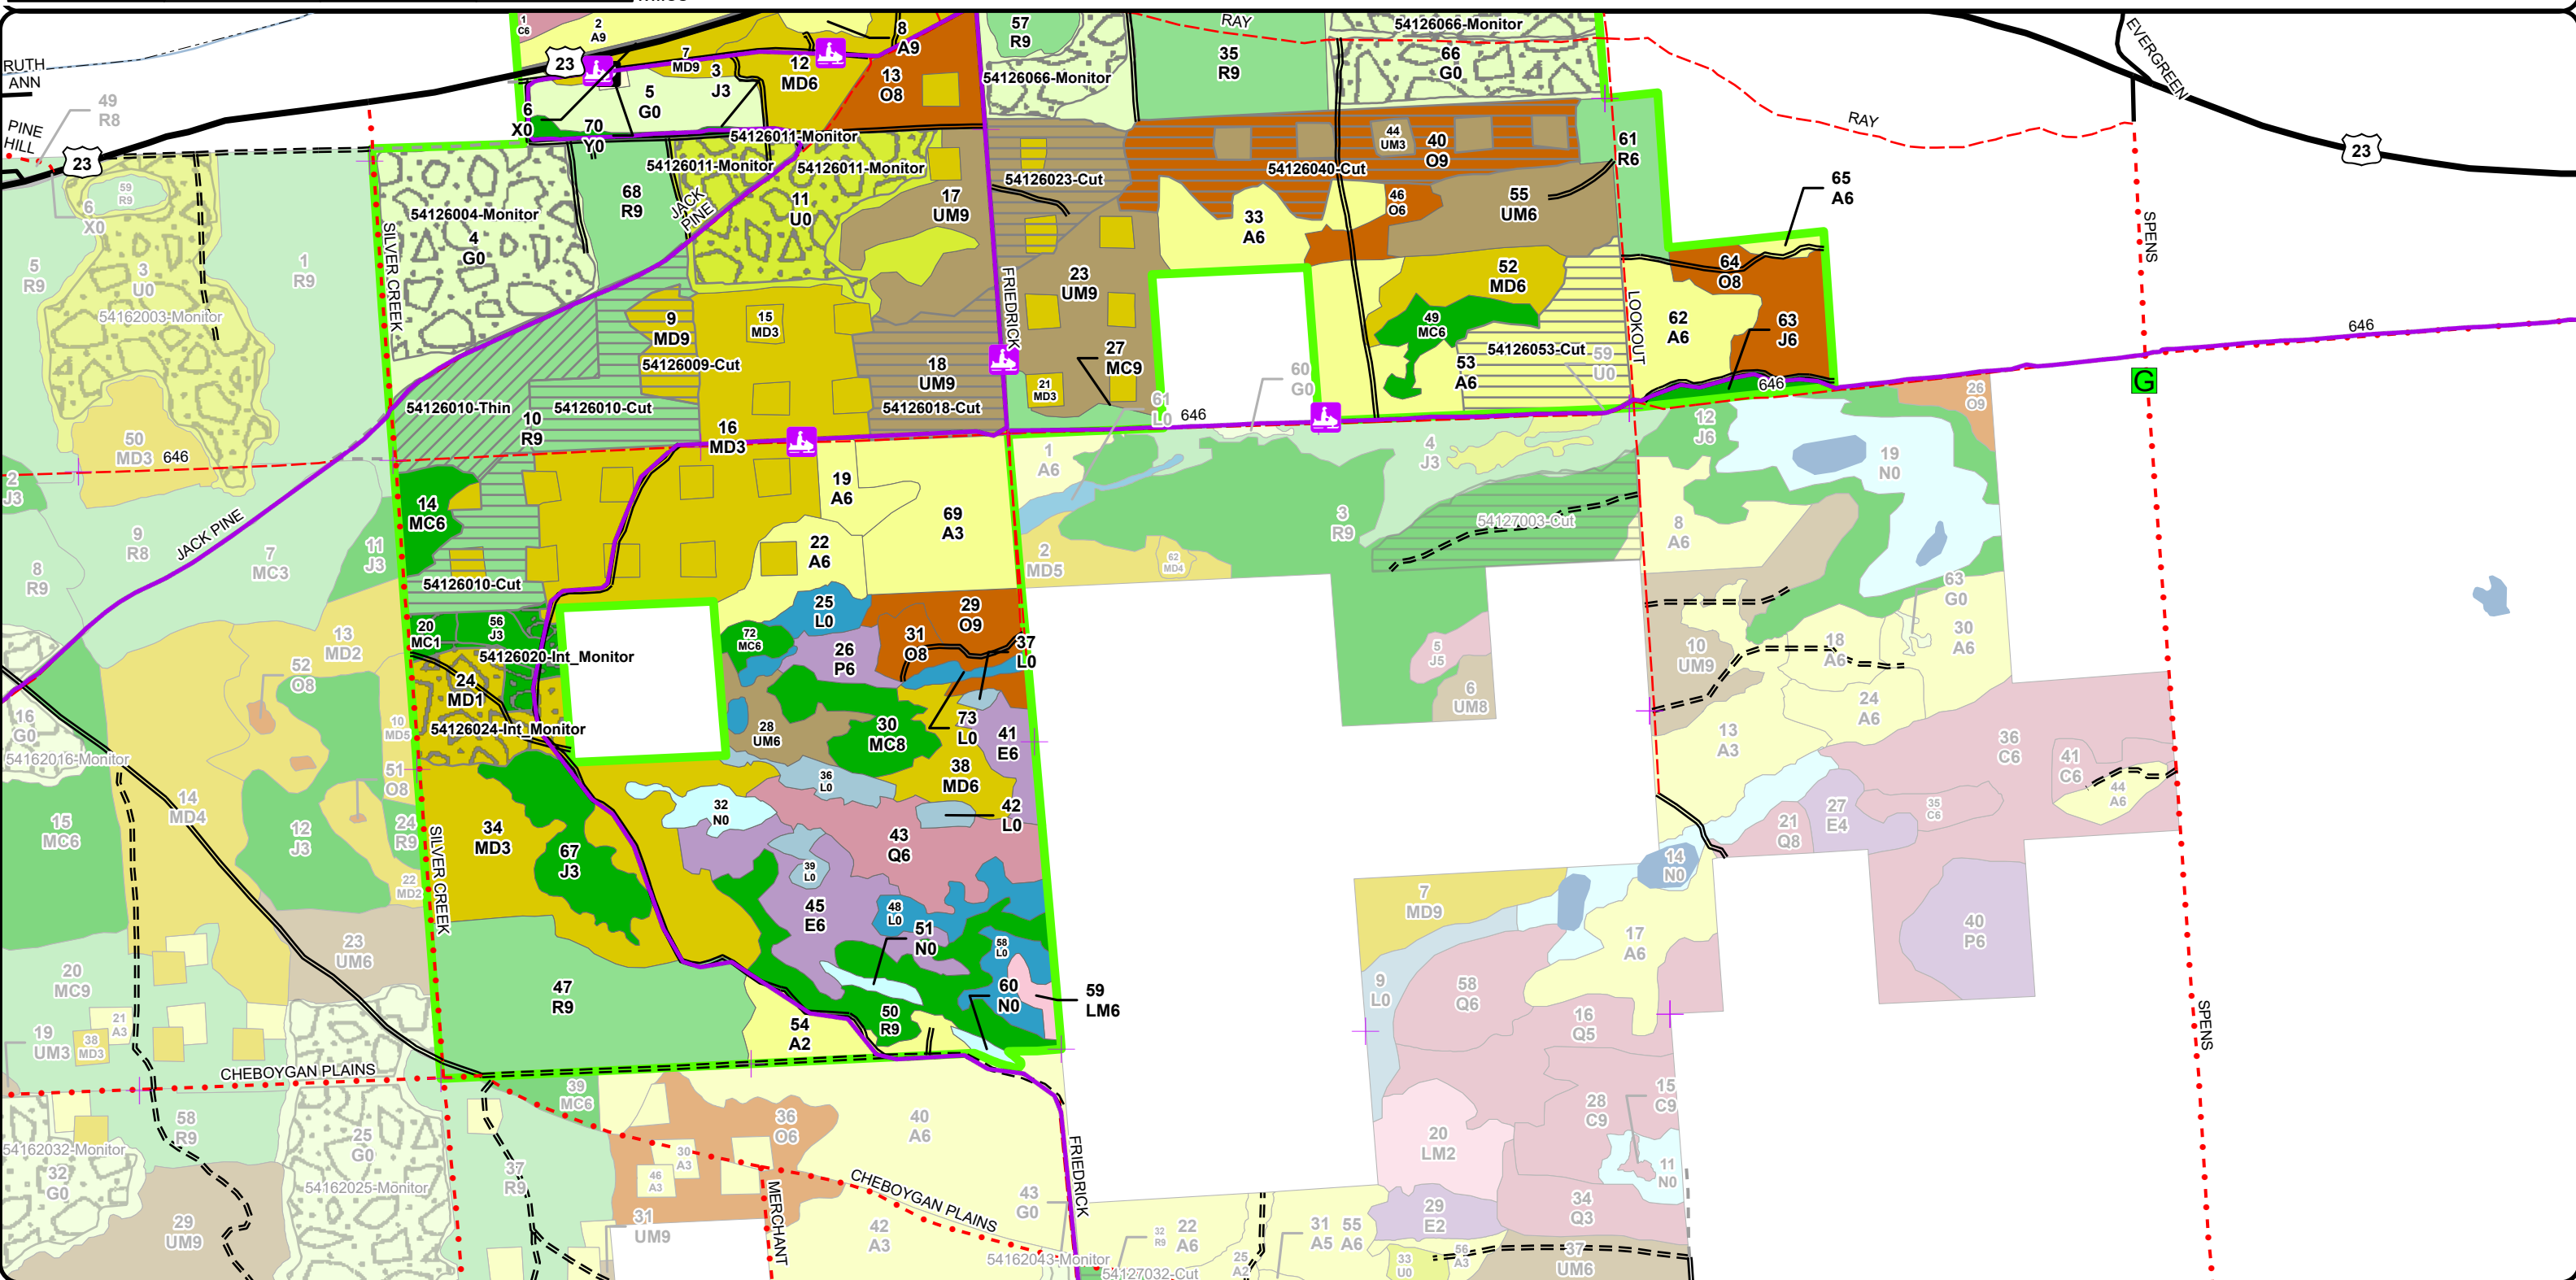 1
C6
2
A9
8
A9
57
R9
RAY
54126066-Monitor
EVERGREEN
RUTH
ANN
23
7
MD9
3
J3
12
MD6
13
O8
54126066-Monitor
35
R9
66
G0
49
R8
5
G0
6
X0
70
Y0
54126011-Monitor
PINE
HILL
23
RAY
23
44
UM3
40
O9
61
R6
54126011-Monitor
54126011-Monitor
54126023-Cut
54126040-Cut
59
R9
68
R9
JACK
PINE
11
U0
17
UM9
46
O6
55
UM6
65
A6
6
X0
54126004-Monitor
4
G0
33
A6
SPENS
5
R9
3
U0
1
R9
SILVER CREEK
FRIEDRICK
23
UM9
52
MD6
LOOKOUT
64
O8
54162003-Monitor
9
MD9
15
MD3
49
MC6
62
A6
63
J6
646
54126009-Cut
18
UM9
27
MC9
54126053-Cut
53
A6
59
U0
60
G0
21
MD3
61
L0
646
646
G
26
O9
54126010-Thin
54126010-Cut
10
R9
54126018-Cut
50
MD3
646
16
MD3
12
J6
1
A6
4
J3
19
N0
2
J3
14
MC6
19
A6
69
A3
3
R9
54127003-Cut
8
A6
9
R8
JACK PINE
7
MC3
11
J3
22
A6
2
MD5
62
MD4
8
R9
54126010-Cut
63
G0
25
L0
29
O9
20
MC1
56
J3
72
MC6
26
P6
31
O8
37
L0
13
MD2
54126020-Int_Monitor
5
J5
10
UM9
18
A6
30
A6
52
O8
24
MD1
6
UM8
24
A6
16
G0
10
MD5
54126024-Int_Monitor
28
UM6
30
MC8
73
L0
41
E6
13
A3
36
C6
41
C6
54162016-Monitor
51
O8
36
L0
38
MD6
44
A6
14
MD4
32
N0
42
L0
27
E4
35
C6
15
MC6
12
J3
24
R9
SILVER CREEK
34
MD3
67
J3
43
Q6
21
Q8
39
L0
14
N0
22
MD2
7
MD9
45
E6
48
L0
51
N0
40
P6
23
UM6
58
L0
17
A6
20
MC9
47
R9
60
N0
59
LM6
9
L0
58
Q6
21
A3
50
R9
54
A2
16
Q5
SPENS
19
UM3
38
MD3
CHEBOYGAN PLAINS
39
MC6
15
C9
28
C9
58
R9
36
O6
40
A6
25
G0
20
LM2
54162032-Monitor
32
G0
30
A3
46
A3
FRIEDRICK
37
R9
11
N0
54162025-Monitor
MERCHANT
CHEBOYGAN PLAINS
43
G0
34
Q3
29
UM9
31
UM9
42
A3
32
R9
22
A6
31
A5
55
A6
29
E2
54162043-Monitor
25
A2
33
U0
56
A3
37
UM6
54127032-Cut